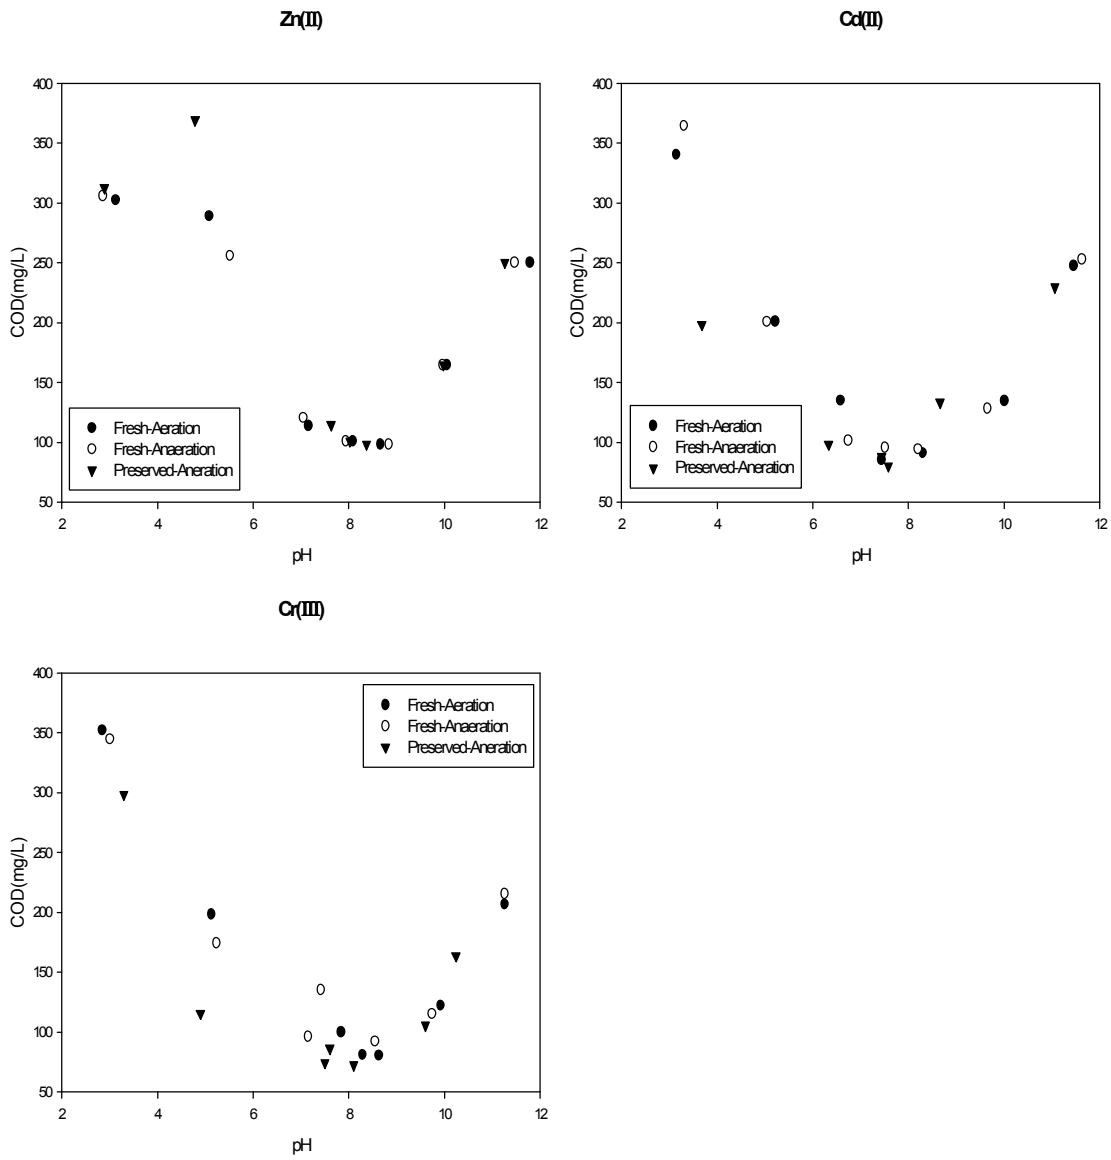 Zn(II)
400
350
300
250
200
150
100
50
COD(mg/L)
Fresh-Aeration
Fresh-Anaeration
Preserved-Aneration
2 4 6 8 10 12
pH
Cd(II)
400
350
300
250
200
150
100
50
COD(mg/L)
Fresh-Aeration
Fresh-Anaeration
Preserved-Aneration
2 4 6 8 10 12
pH
Cr(III)
400
350
300
250
200
150
100
50
COD(mg/L)
Fresh-Aeration
Fresh-Anaeration
Preserved-Aneration
2 4 6 8 10 12
pH